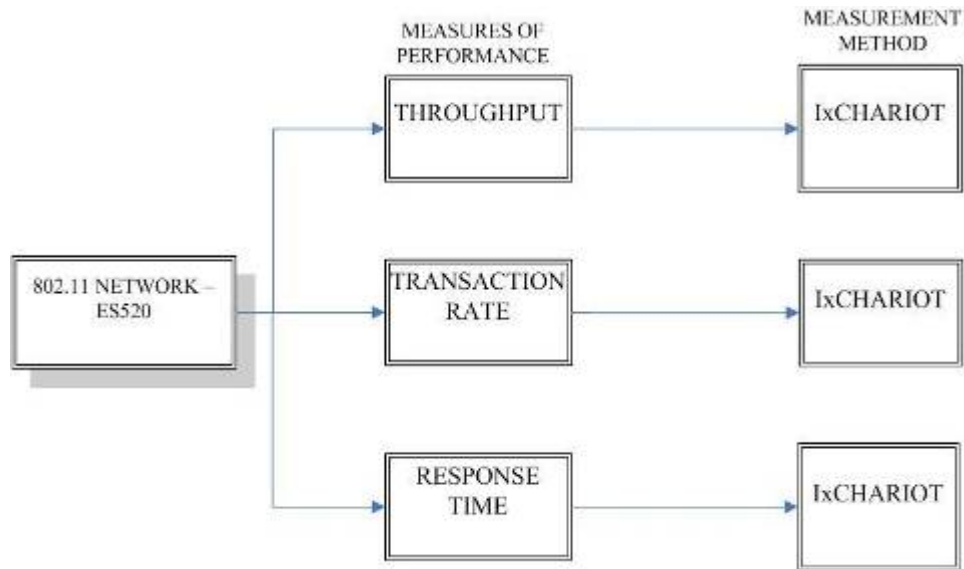 MEASURES OF
PERFORMANCE
MEASUREMENT
METHOD
THROUGHPUT
IxCHARIOT
802.11 NETWORK –
ES520
TRANSACTION
RATE
IxCHARIOT
RESPONSE
TIME
IxCHARIOT